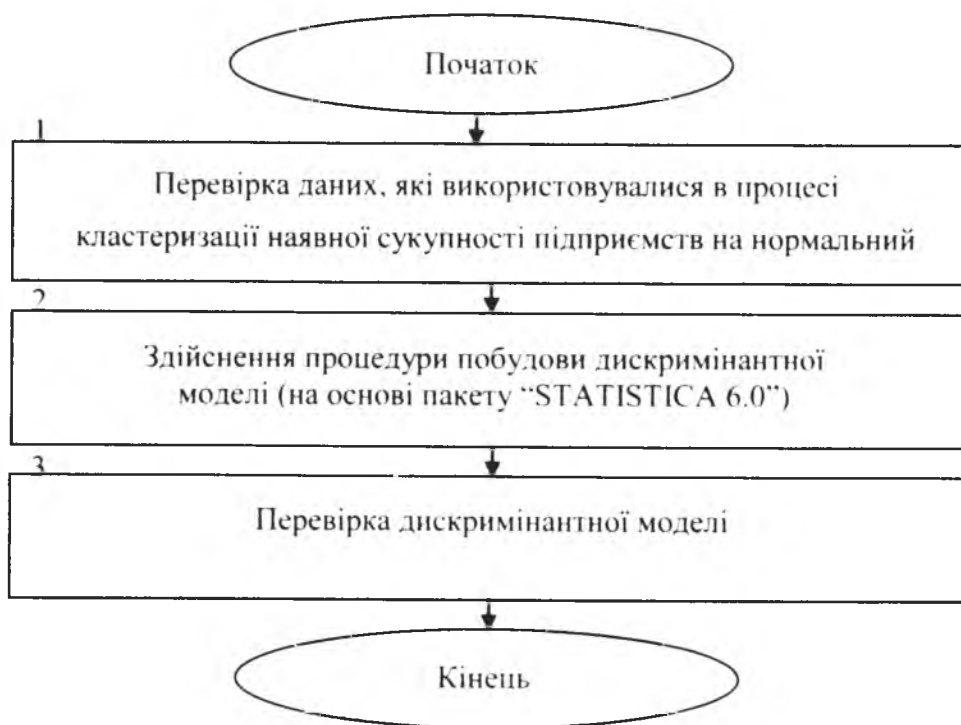 Початок
1
Перевірка даних, які використовувалися в процесі
кластеризації наявної сукупності підприємств на нормальний
2
Здійснення процедури побудови дискримінантної
моделі (на основі пакету “STATISTICA 6.0”)
3
Перевірка дискримінантної моделі
Кінець